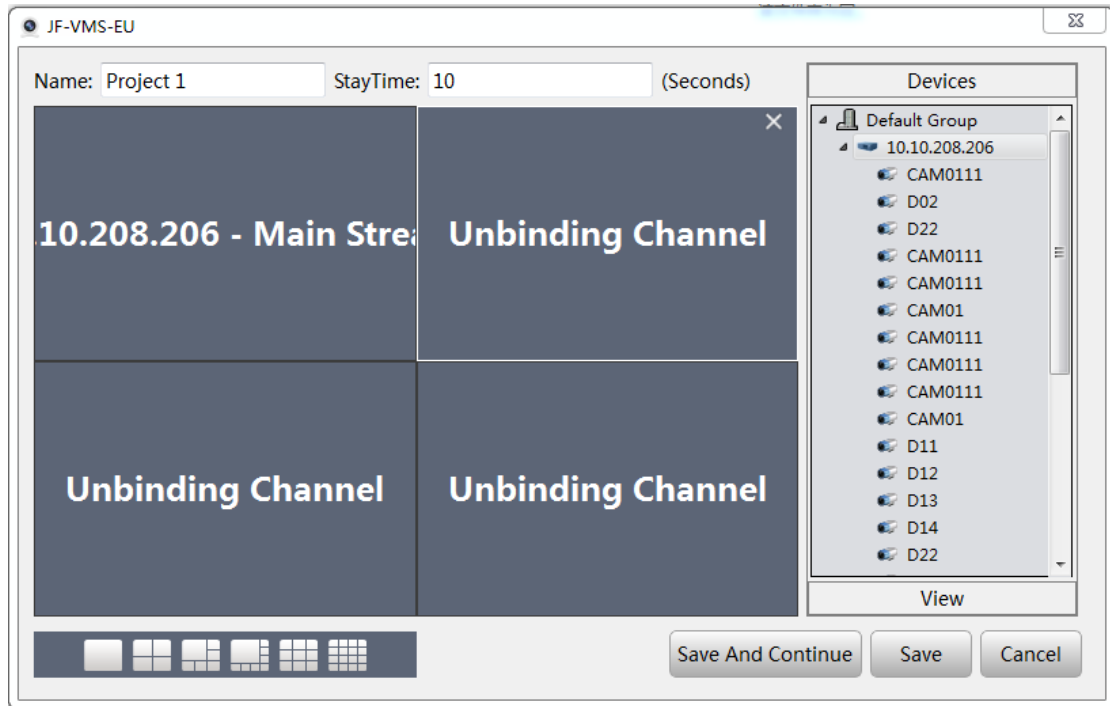 JF-VMS-EU
Name: Project 1 StayTime: 10 (Seconds)
Devices
.10.208.206 - Main Strea
Unbinding Channel
Unbinding Channel
Unbinding Channel
Default Group
10.10.208.206
CAM0111
D02
D22
CAM0111
CAM0111
CAM01
CAM0111
CAM0111
CAM0111
CAM01
D11
D12
D13
D14
D22
View
Save And Continue
Save
Cancel